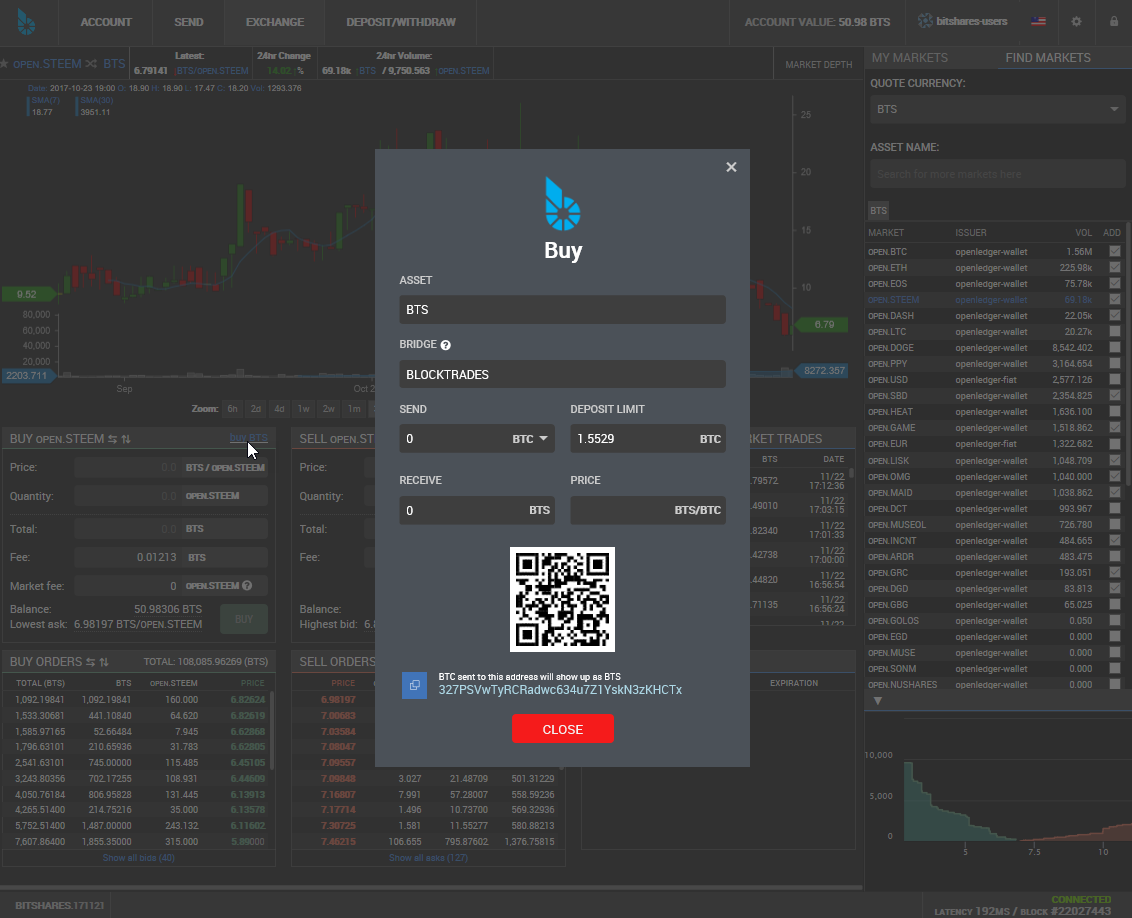 ACCOUNT
SEND
EXCHANGE
DEPOSIT/WITHDRAW
ACCOUNT VALUE: 50.98 BTS
bitshares-users
OPEN.STEEM BTS
Latest:
6.79141 BTS/OPEN.STEEM
24hr Change
14.02 %
24hr Volume:
69.18k BTS / 9,750.563 OPEN.STEEM
MARKET DEPTH
MY MARKETS
FIND MARKETS
Date: 2017-10-23 19:00 O: 18.90 H: 18.90 L: 17.47 C: 18.20 Vol: 1293.376
SMA(7)
18.77
SMA(30)
3951.11
25
20
15
10
9.52
6.79
80,000
60,000
40,000
20,000
2203.711
8272.357
Sep
Oct 2
Zoom: 6h 2d 4d 1w 2w 1m
QUOTE CURRENCY:
BTS
ASSET NAME:
Search for more markets here
BTS
MARKET ISSUER VOL ADD
OPEN.BTC openledger-wallet 1.56M
OPEN.ETH openledger-wallet 225.98k
OPEN.EOS openledger-wallet 75.78k
OPEN.STEEM openledger-wallet 69.18k
OPEN.DASH openledger-wallet 22.05k
OPEN.LTC openledger-wallet 20.27k
OPEN.DOGE openledger-wallet 8,542.402
OPEN.PPY openledger-wallet 3,164.654
OPEN.USD openledger-fiat 2,577.126
OPEN.SBD openledger-wallet 2,354.825
OPEN.HEAT openledger-wallet 1,636.100
OPEN.GAME openledger-wallet 1,518.862
OPEN.EUR openledger-fiat 1,322.682
OPEN.LISK openledger-wallet 1,048.709
OPEN.OMG openledger-wallet 1,040.000
OPEN.MAID openledger-wallet 1,038.862
OPEN.DCT openledger-wallet 993.967
OPEN.MUSEOL openledger-wallet 726.780
OPEN.INCNT openledger-wallet 484.665
OPEN.ARDR openledger-wallet 483.475
OPEN.GRC openledger-wallet 193.051
OPEN.DGD openledger-wallet 83.813
OPEN.GBG openledger-wallet 65.025
OPEN.GOLOS openledger-wallet 0.050
OPEN.EGD openledger-wallet 0.000
OPEN.MUSE openledger-wallet 0.000
OPEN.SONM openledger-wallet 0.000
OPEN.NUSHARES openledger-wallet 0.000
Buy
ASSET
BTS
BRIDGE
BLOCKTRADES
SEND
0 BTC
DEPOSIT LIMIT
1.5529 BTC
RECEIVE
0 BTS
PRICE
BTS/BTC
BTC sent to this address will show up as BTS
327PSVwTyRCRadwc634u7Z1YskN3zKHCTx
CLOSE
BUY OPEN.STEEM
buy BTS
Price: 0.0 BTS / OPEN.STEEM
Quantity: 0.0 OPEN.STEEM
Total: 0.0 BTS
Fee: 0.01213 BTS
Market fee: 0 OPEN.STEEM
Balance: 50.98306 BTS
Lowest ask: 6.98197 BTS/OPEN.STEEM
BUY
SELL OPEN.ST
Price:
Quantity:
Total:
Fee:
Balance:
Highest bid: 6.8
KET TRADES
BTS DATE
.79572 11/22 17:12:36
.49010 11/22 17:03:15
.82340 11/22 17:01:33
.42738 11/22 17:00:00
.44820 11/22 16:56:54
.71135 11/22 16:56:24
11/22
BUY ORDERS
TOTAL: 108,085.96269 (BTS)
TOTAL (BTS) BTS OPEN.STEEM PRICE
1,092.19841 1,092.19841 160.000 6.82624
1,533.30681 441.10840 64.620 6.82619
1,585.97165 52.66484 7.945 6.62868
1,796.63101 210.65936 31.783 6.62805
2,541.63101 745.00000 115.485 6.45105
3,243.80356 702.17255 108.931 6.44609
4,050.76184 806.95828 131.445 6.13913
4,265.51400 214.75216 35.000 6.13578
5,752.51400 1,487.00000 243.132 6.11602
7,607.86400 1,855.35000 315.000 5.89000
Show all bids (40)
SELL ORDERS
PRICE
6.98197
7.00683
7.03584
7.08047
7.09557
7.09848 3.027 21.48709 501.31229
7.16807 7.991 57.28007 558.59236
7.17714 1.496 10.73700 569.32936
7.30725 1.581 11.55277 580.88213
7.46215 106.655 795.87602 1,376.75815
Show all asks (127)
EXPIRATION
10,000
5,000
0
5 7.5 10
BITSHARES.171121
CONNECTED
LATENCY 192MS / BLOCK #22027443